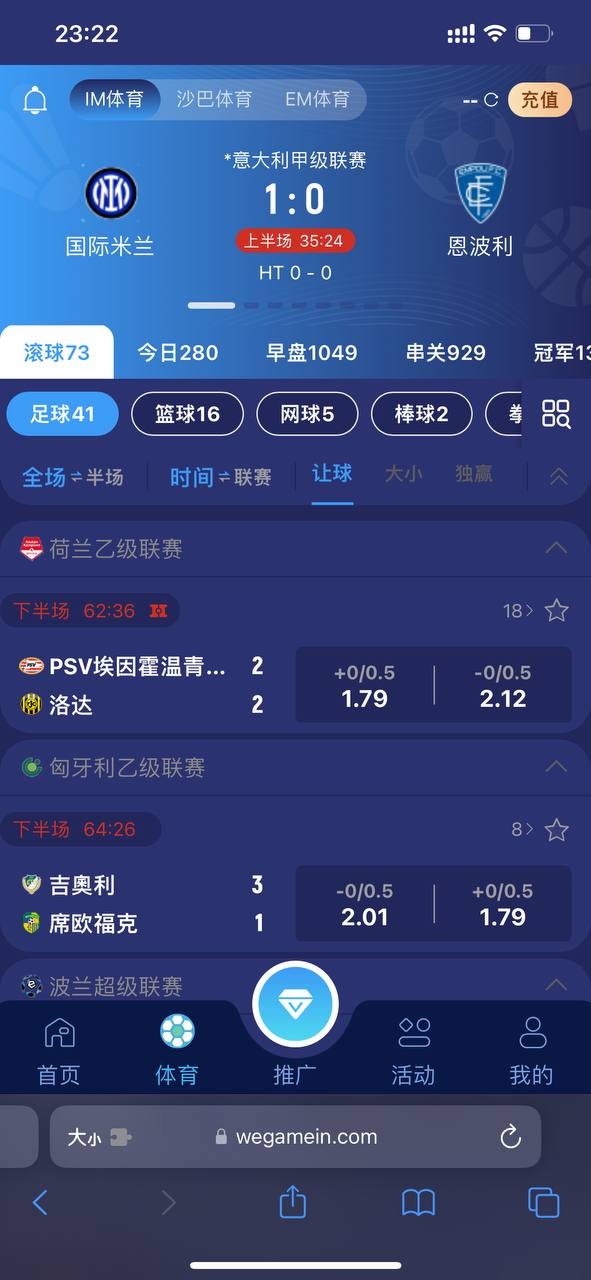 23:22
IM体育 沙巴体育 EM体育 -- 充值
*意大利甲级联赛
国际米兰 1:0 恩波利
上半场 35:24
HT 0 - 0
滚球73 今日280 早盘1049 串关929 冠军13
足球41 篮球16 网球5 棒球2
全场⇌半场 时间⇌联赛 让球 大小 独赢
荷兰乙级联赛
下半场 62:36 18>
PSV埃因霍温青... 2 +0/0.5 1.79 -0/0.5 2.12
洛达 2
匈牙利乙级联赛
下半场 64:26 8>
吉奥利 3 -0/0.5 2.01 +0/0.5 1.79
席欧福克 1
波兰超级联赛
首页 体育 推广 活动 我的
大小 wegamein.com